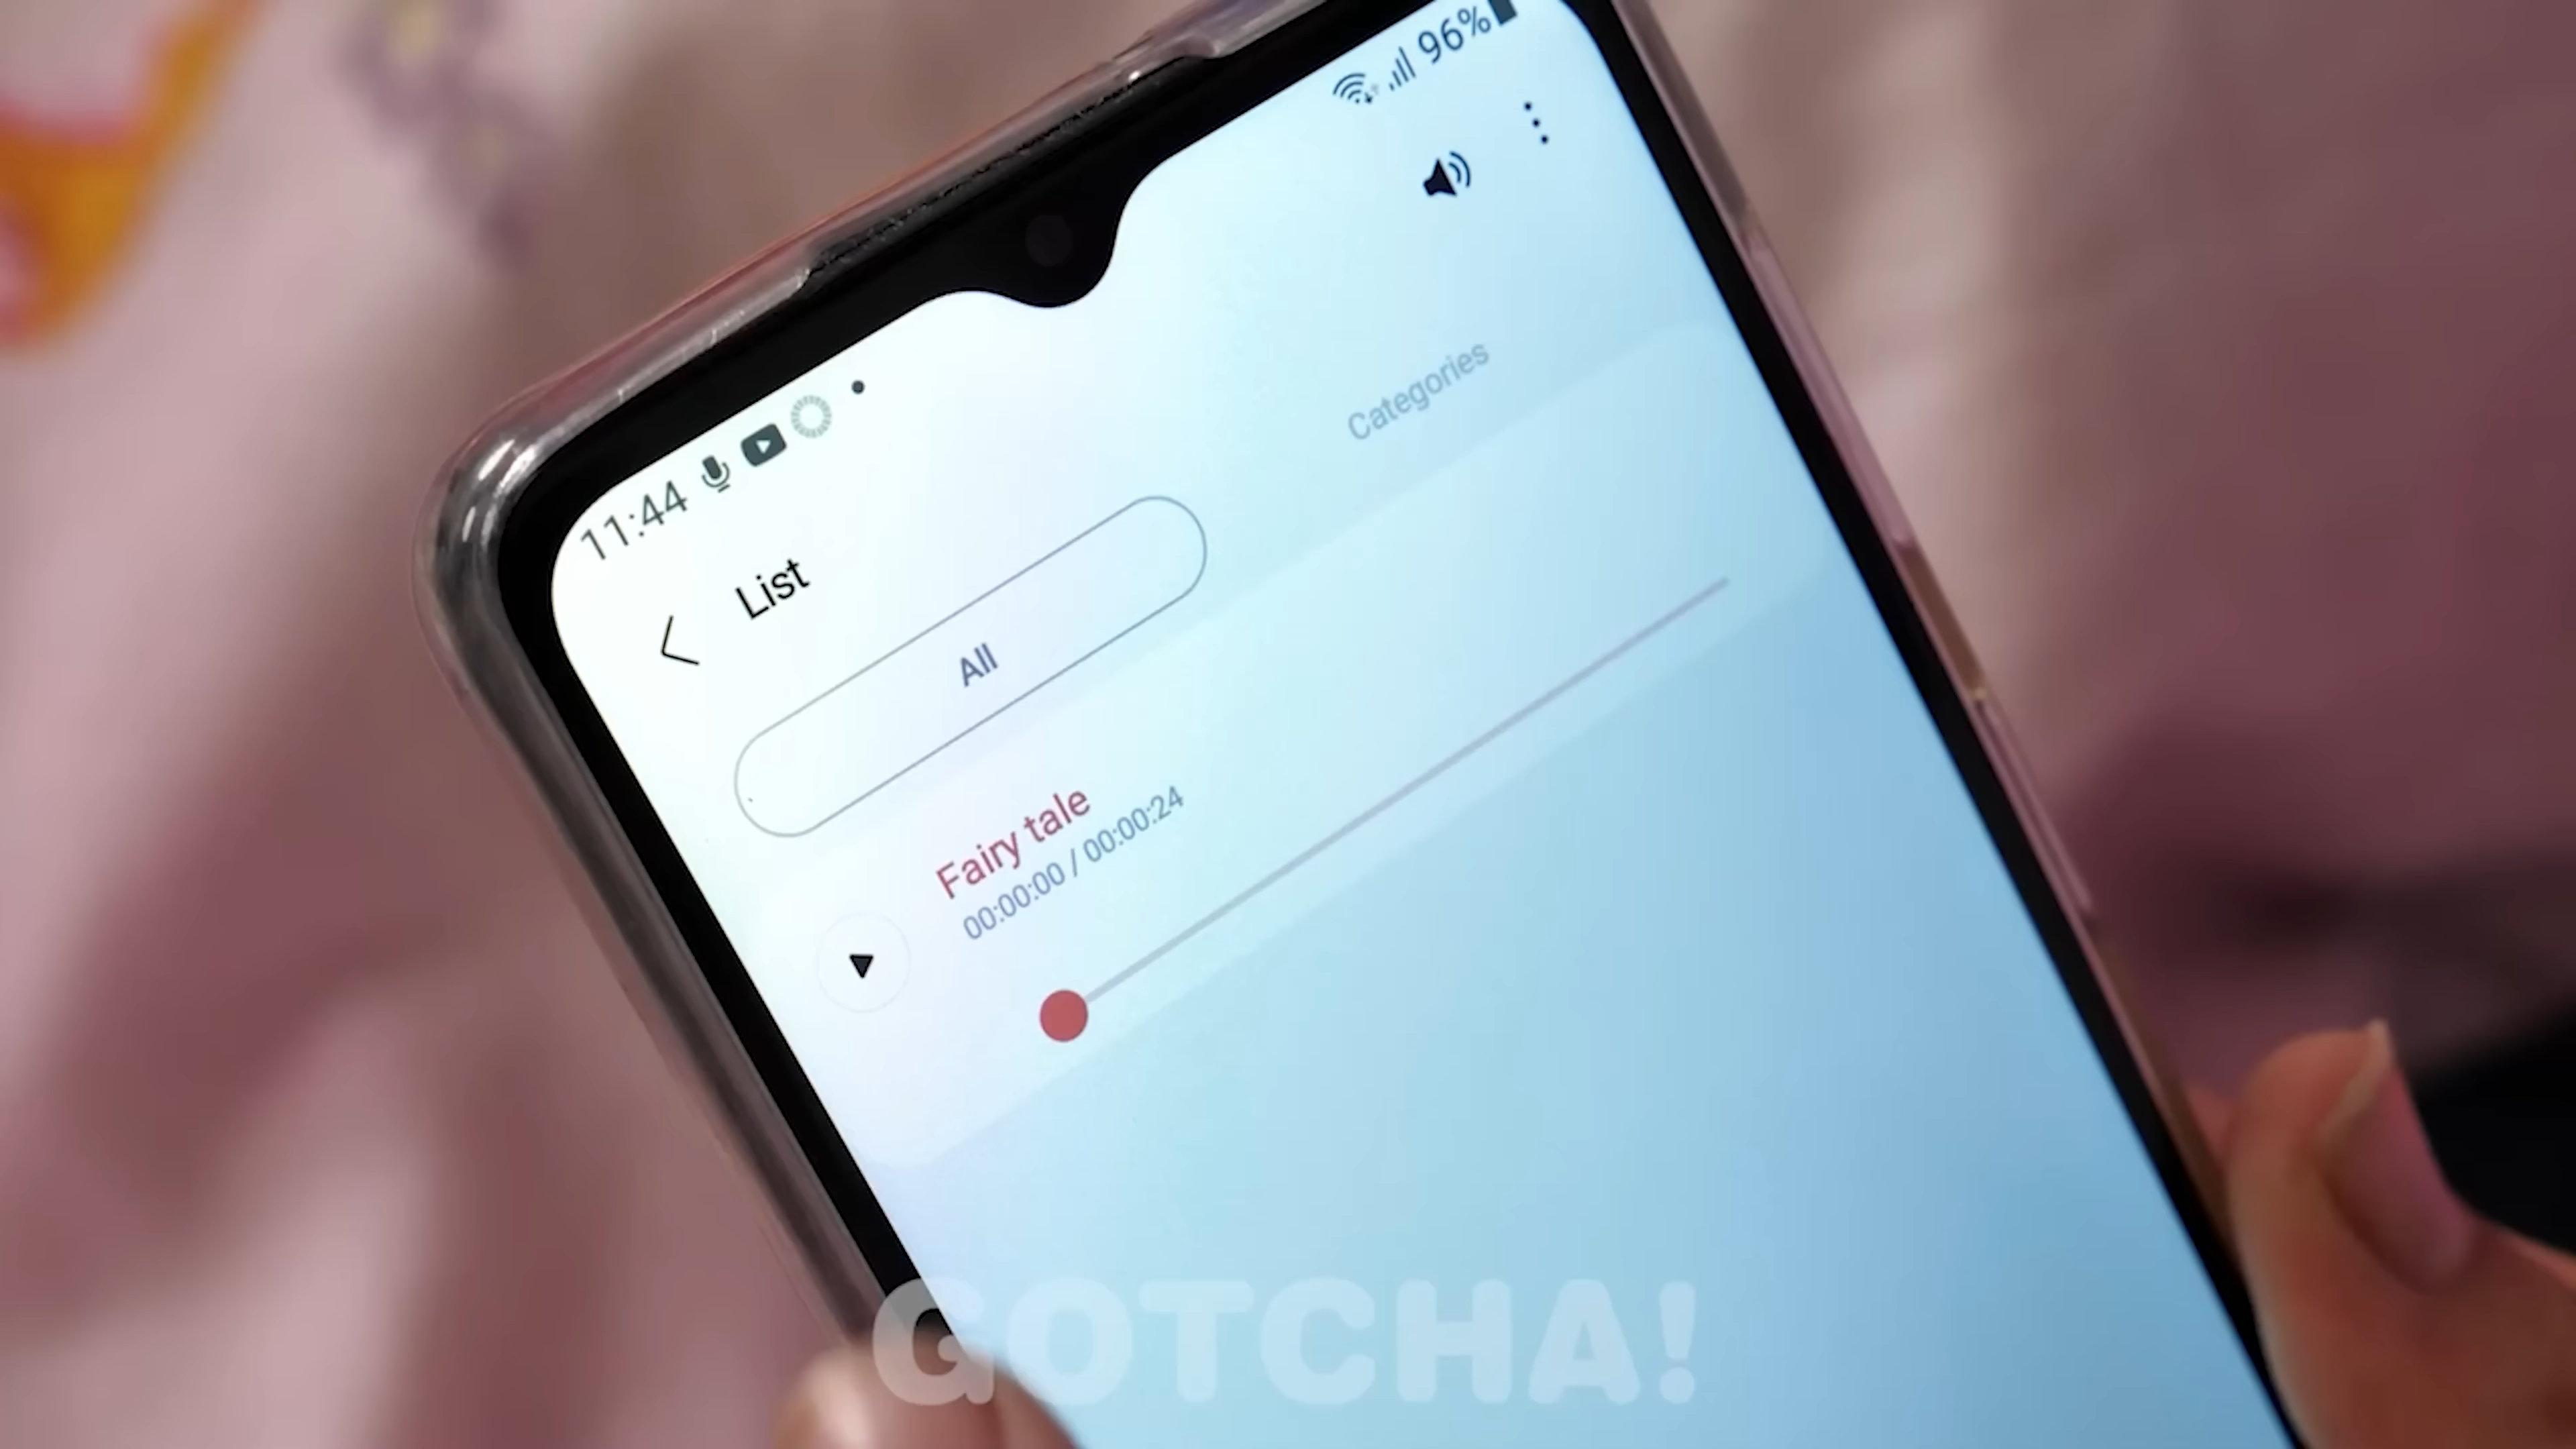 96%
11:44
List
All
Categories
Fairy tale
00:00:00 / 00:00:24
GOTCHA!